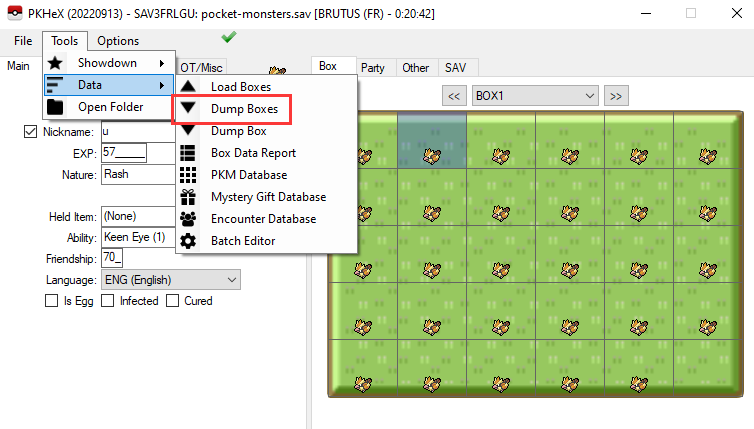 PKHeX (20220913) - SAV3FRLGU: pocket-monsters.sav [BRUTUS (FR) - 0:20:42]
File Tools Options
Main OT/Misc Box Party Other SAV
Showdown
Data
Open Folder
Load Boxes
Dump Boxes
Dump Box
Box Data Report
PKM Database
Mystery Gift Database
Encounter Database
Batch Editor
<< BOX1 >>
Nickname: u
EXP: 57____
Nature: Rash
Held Item: (None)
Ability: Keen Eye (1)
Friendship: 70_
Language: ENG (English)
Is Egg Infected Cured